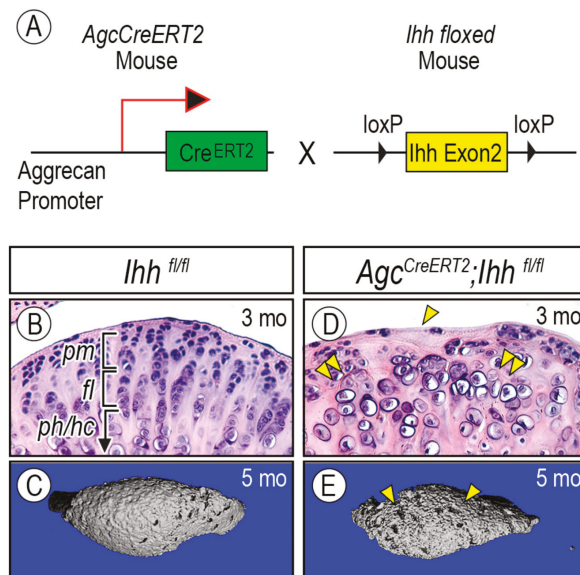 A
AgcCreERT2
Mouse
Ihh floxed
Mouse
loxP
loxP
CreERT2
X
Ihh Exon2
Aggrecan
Promoter
Ihh fl/fl
AgcCreERT2;Ihh fl/fl
B
3 mo
pm
fl
ph/hc
D
3 mo
C
5 mo
E
5 mo